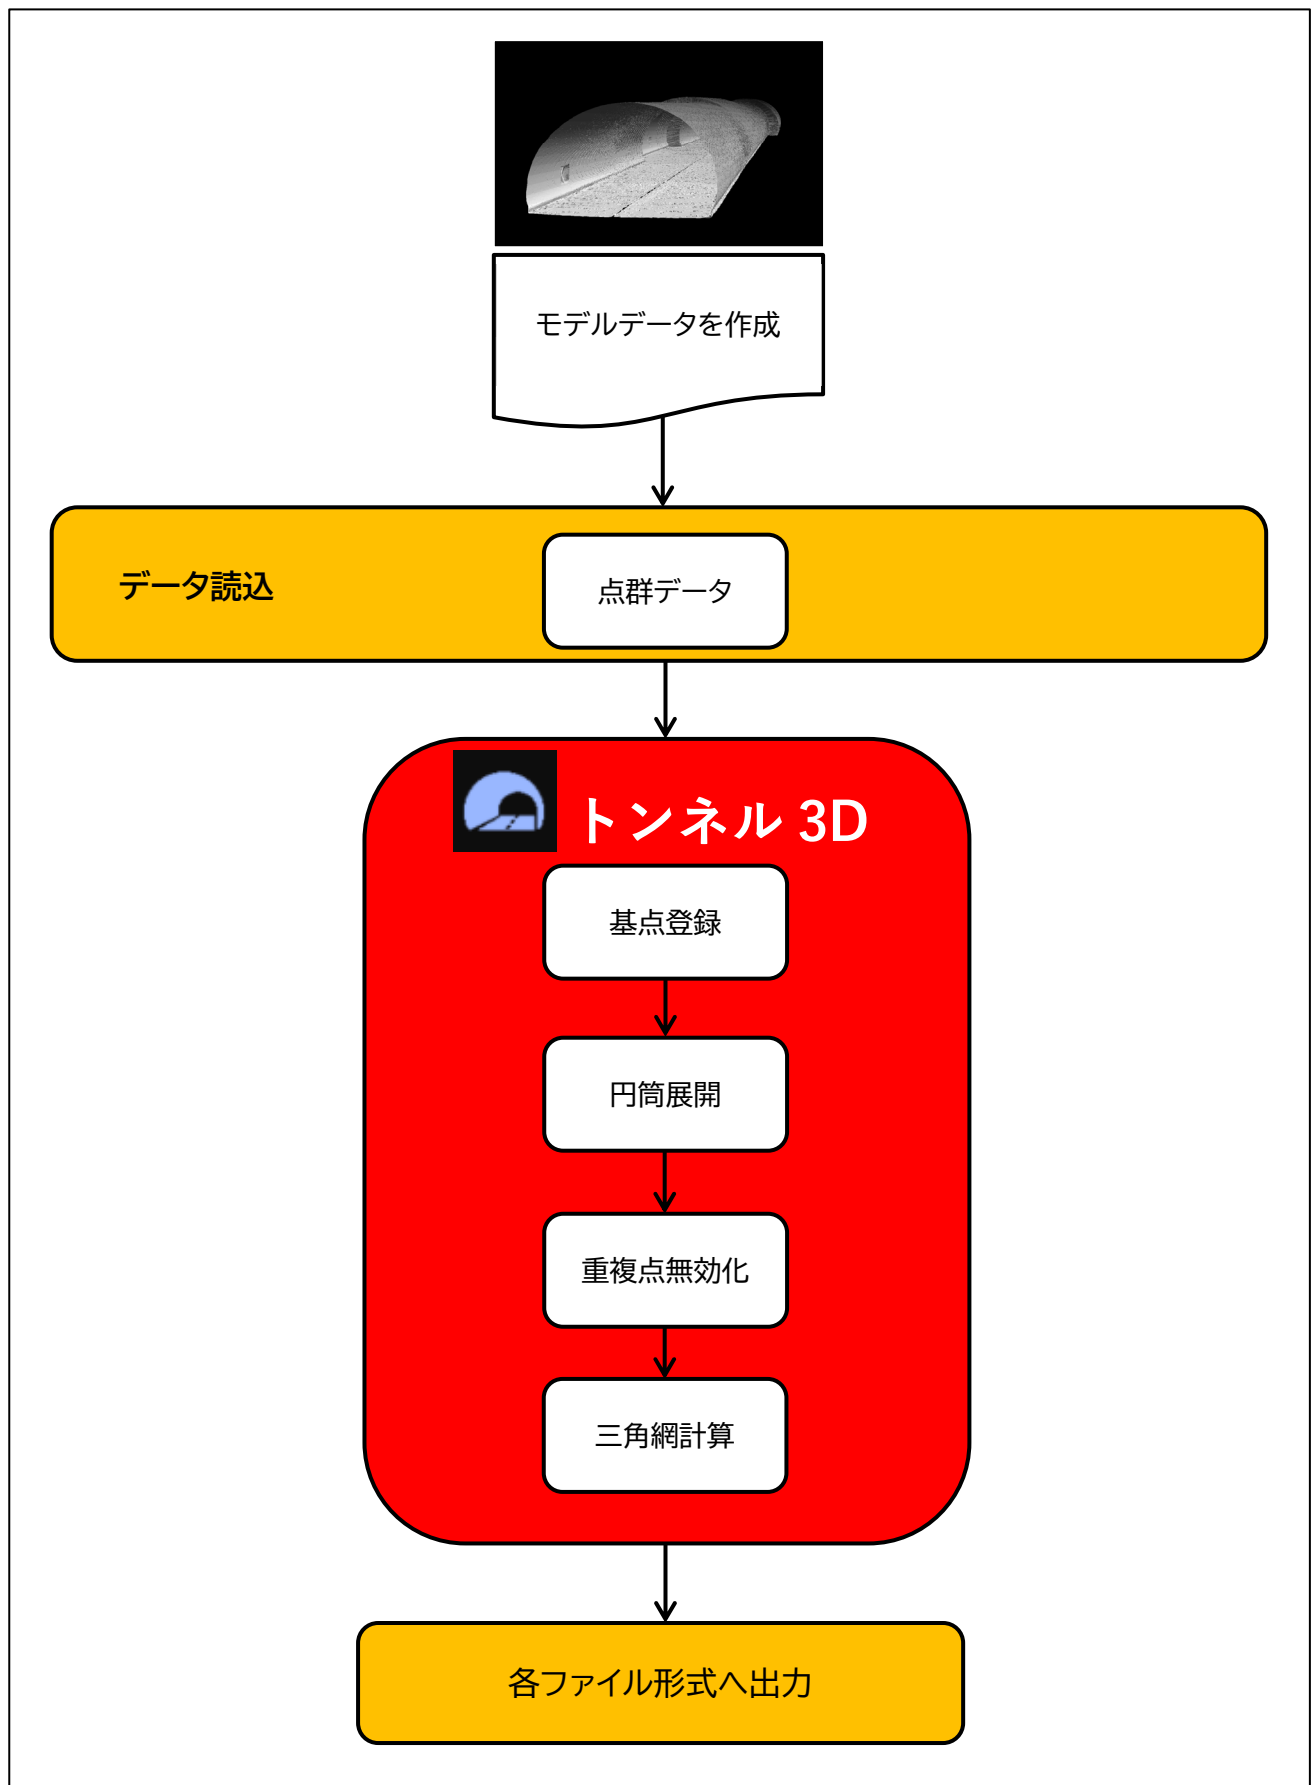 モデルデータを作成
データ読込
点群データ
トンネル 3D
基点登録
円筒展開
重複点無効化
三角網計算
各ファイル形式へ出力